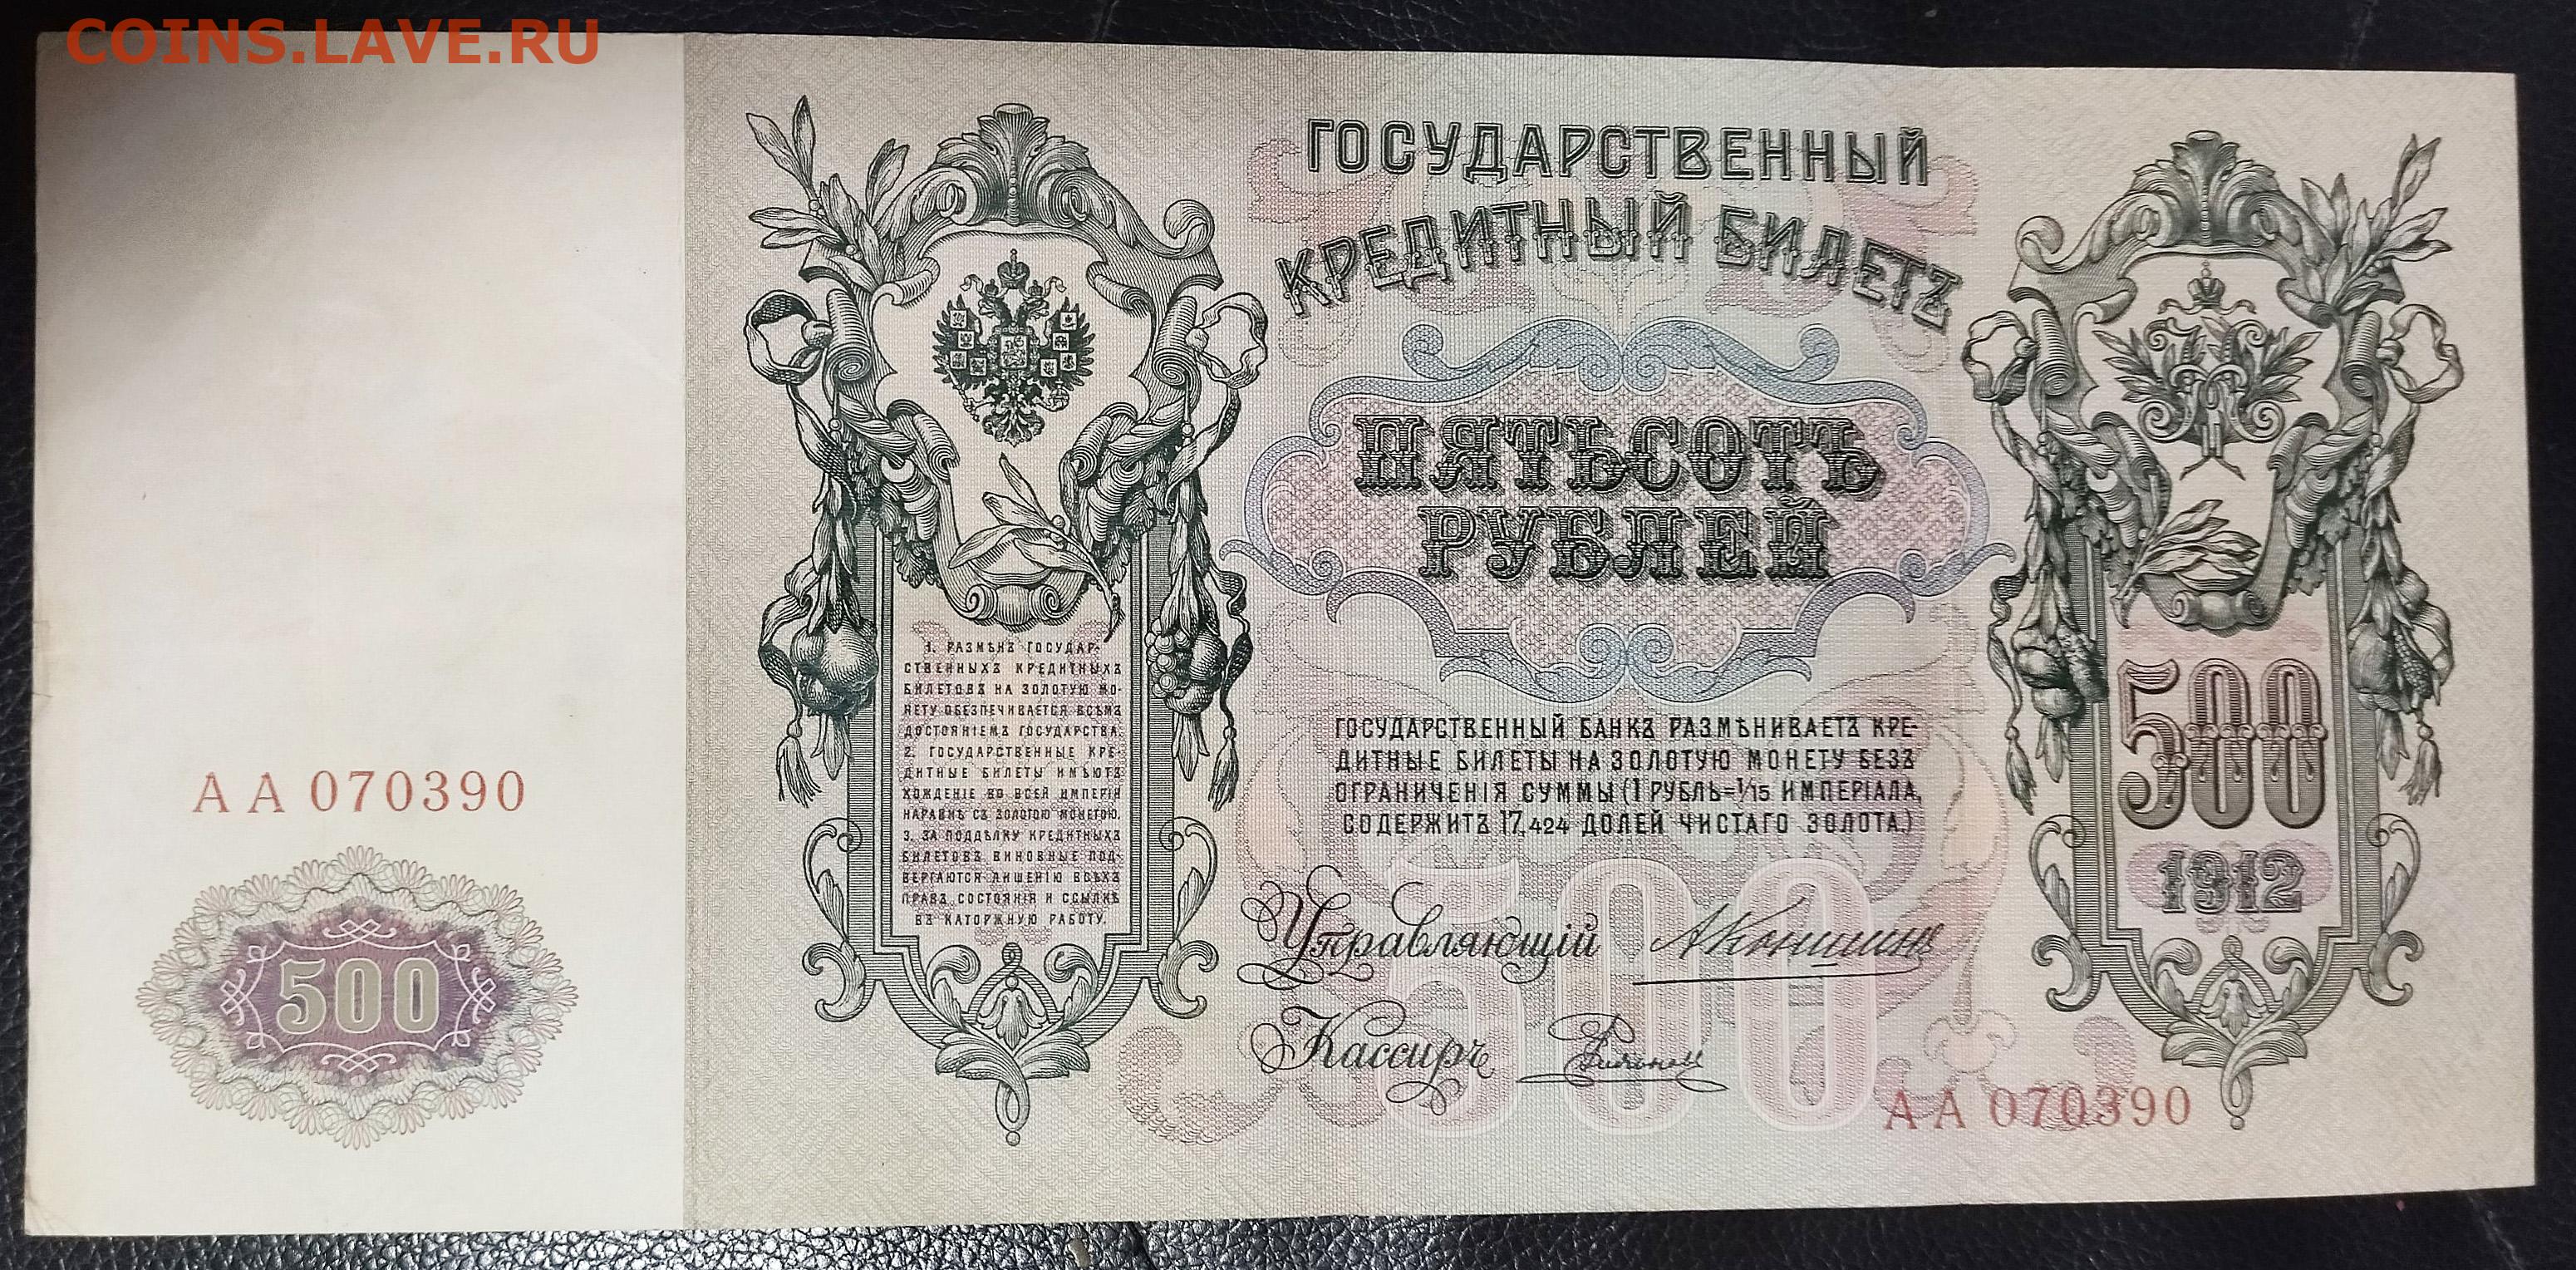 COINS.LAVE.RU
ГОСУДАРСТВЕННЫЙ
КРЕДИТНЫЙ БИЛЕТЪ
ПЯТЬСОТЪ
РУБЛЕЙ
1. РАЗМѢНЪ ГОСУДАР-
СТВЕННЫХЪ КРЕДИТНЫХЪ
БИЛЕТОВЪ НА ЗОЛОТУЮ МО-
НЕТУ ОБЕЗПЕЧИВАЕТСЯ ВСѢМЪ
ДОСТОЯНІЕМЪ ГОСУДАРСТВА.
2. ГОСУДАРСТВЕННЫЕ КРЕ-
ДИТНЫЕ БИЛЕТЫ ИМѢЮТЪ
ХОЖДЕНІЕ ВО ВСЕЙ ИМПЕРІИ
НАРАВНѢ СЪ ЗОЛОТОЮ МОНЕТОЮ.
3. ЗА ПОДДѢЛКУ КРЕДИТНЫХЪ
БИЛЕТОВЪ ВИНОВНЫЕ ПОД-
ВЕРГАЮТСЯ ЛИШЕНІЮ ВСѢХЪ
ПРАВЪ СОСТОЯНІЯ И ССЫЛКѢ
ВЪ КАТОРЖНУЮ РАБОТУ.
ГОСУДАРСТВЕННЫЙ БАНКЪ РАЗМѢНИВАЕТЪ КРЕ-
ДИТНЫЕ БИЛЕТЫ НА ЗОЛОТУЮ МОНЕТУ БЕЗЪ
ОГРАНИЧЕНІЯ СУММЫ (1 РУБЛЬ=1/15 ИМПЕРІАЛА,
СОДЕРЖИТЪ 17,424 ДОЛЕЙ ЧИСТАГО ЗОЛОТА.)
500
1912
АА 070390
500
500
Управляющій АКоншинъ
Кассиръ
АА 070390